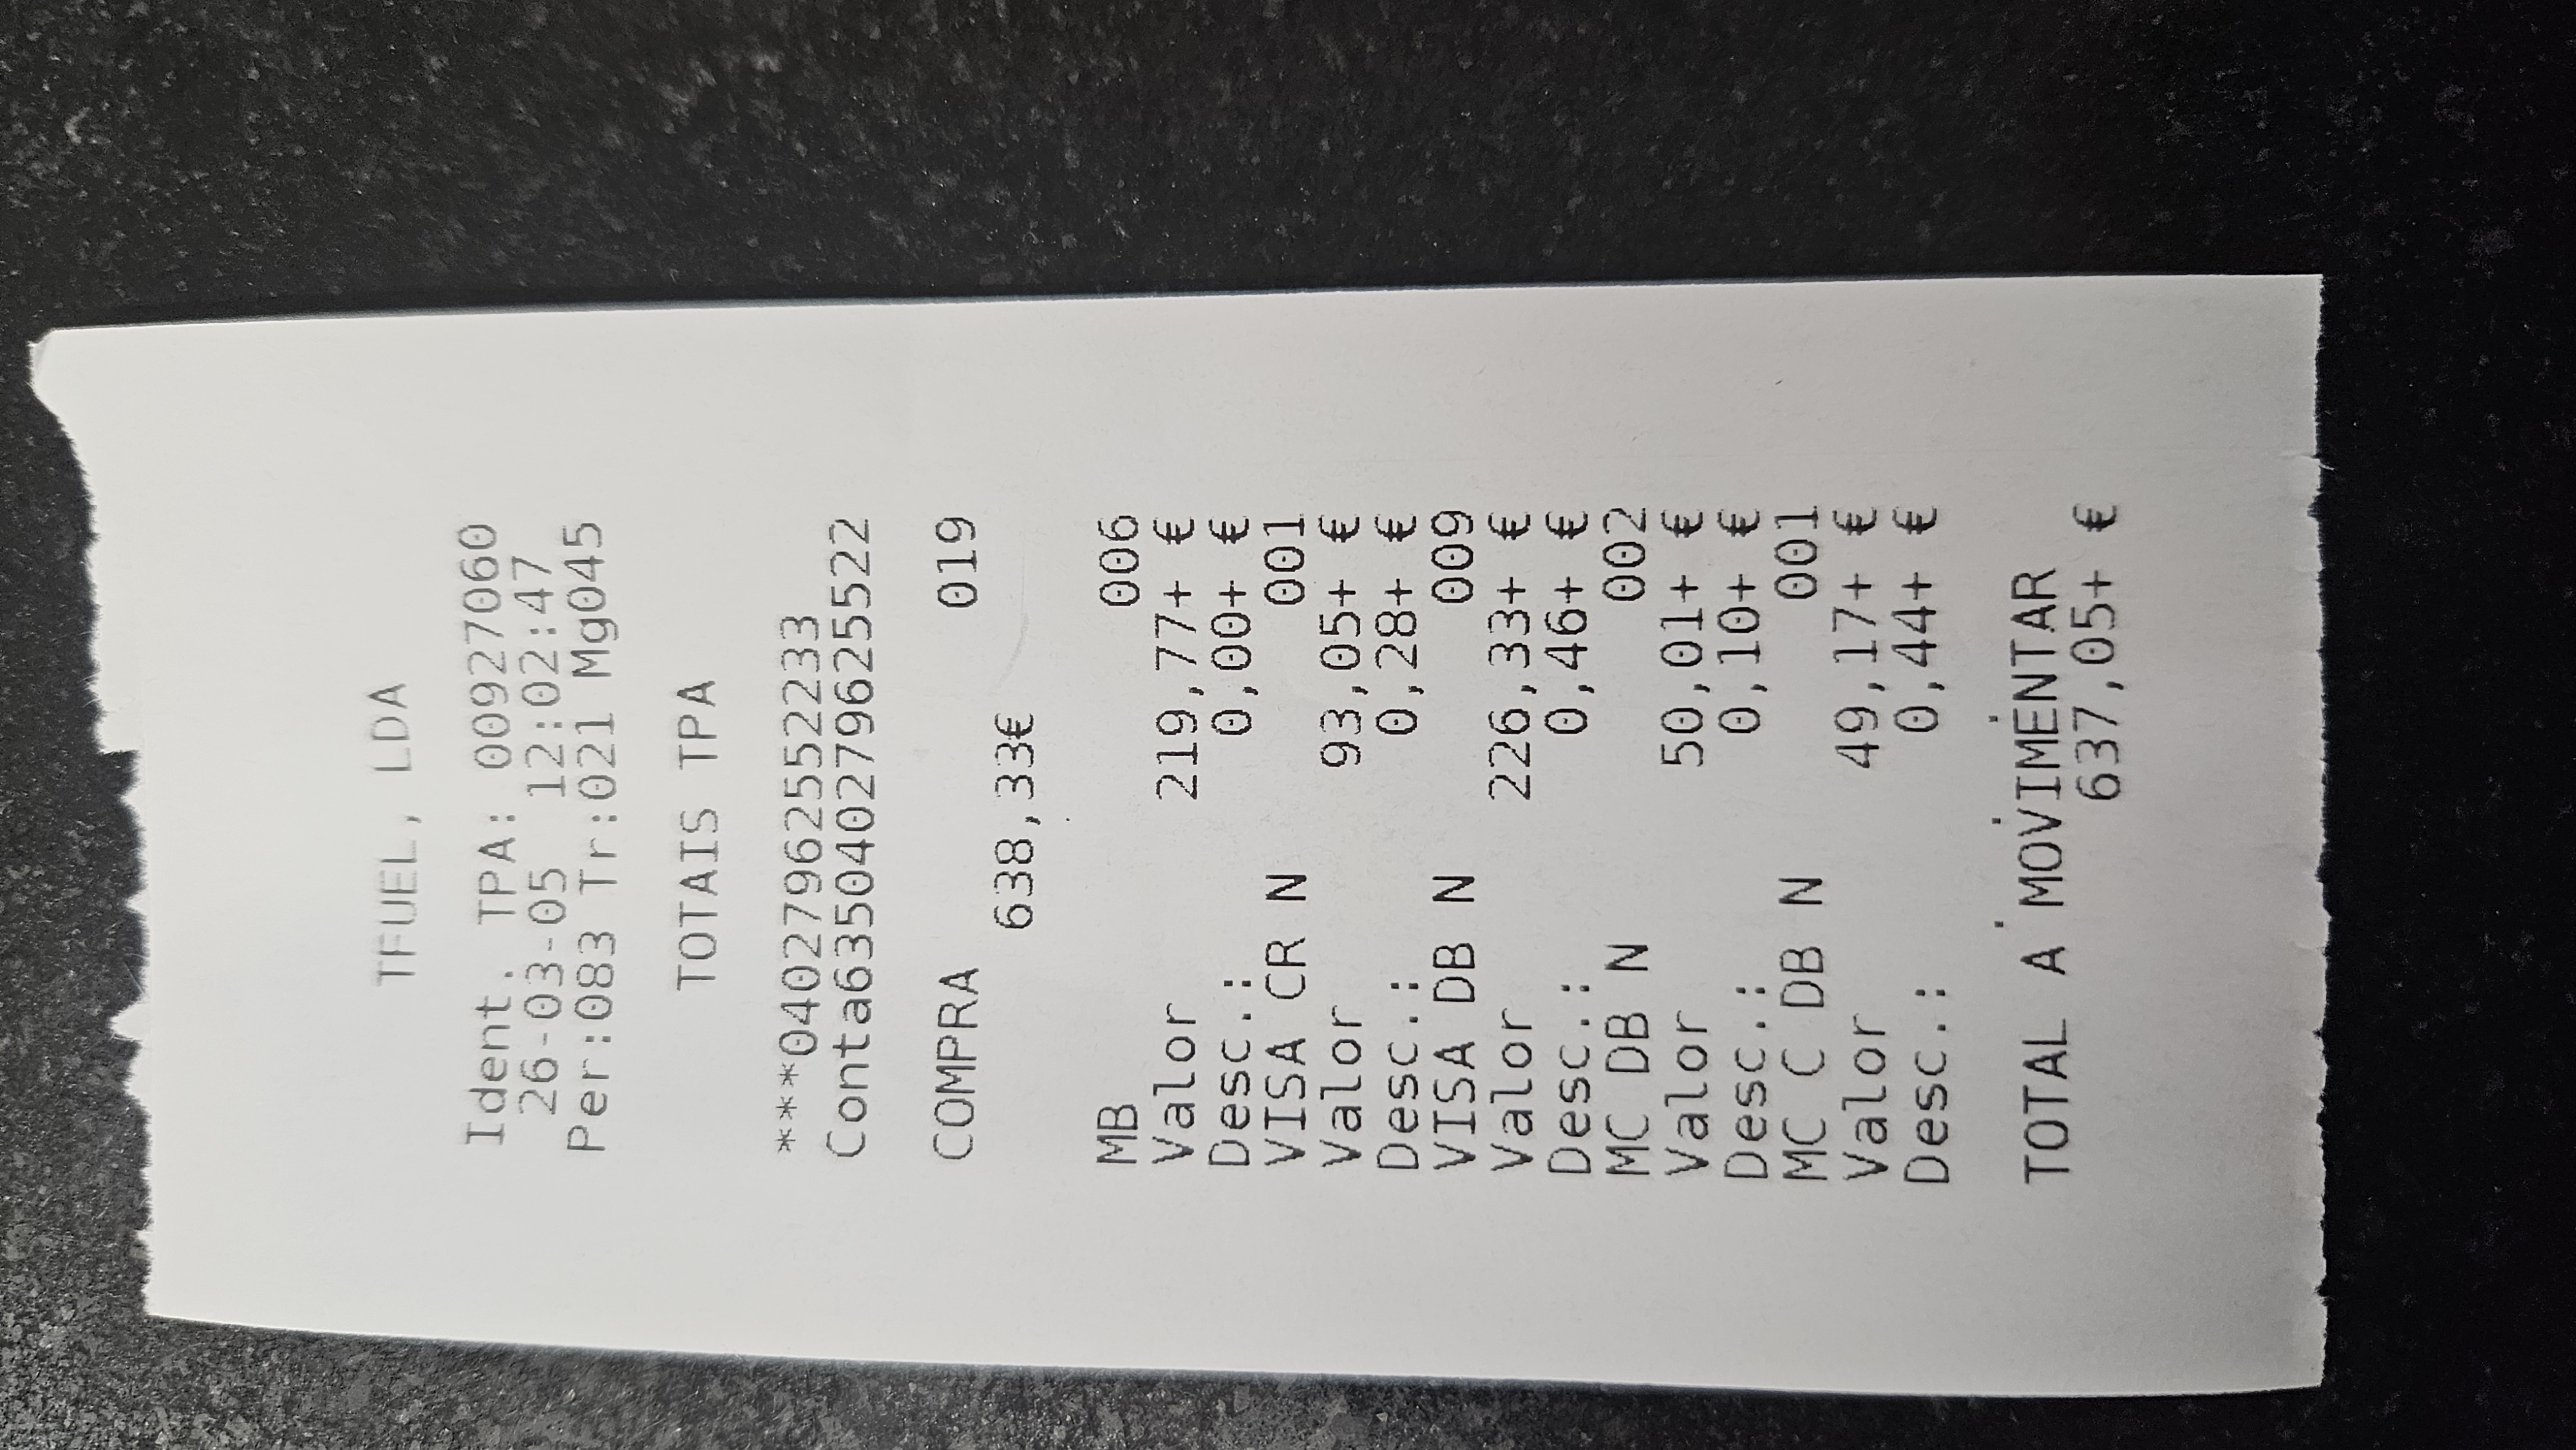 TFUEL, LDA
Ident. TPA: 0092７060
26-03-05 12:02:47
Per:083 Tr:021 Mg045
TOTAIS TPA
***0402796255２233
Conta635040279625522
COMPRA 019
638,33€
MB 006
Valor 219,77+ €
Desc.: 0,00+ €
VISA CR N 001
Valor 93,05+ €
Desc.: 0,28+ €
VISA DB N 009
Valor 226,33+ €
Desc.: 0,46+ €
MC DB N 002
Valor 50,01+ €
Desc.: 0,10+ €
MC C DB N 001
Valor 49,17+ €
Desc.: 0,44+ €
TOTAL A MOVIMENTAR
637,05+ €